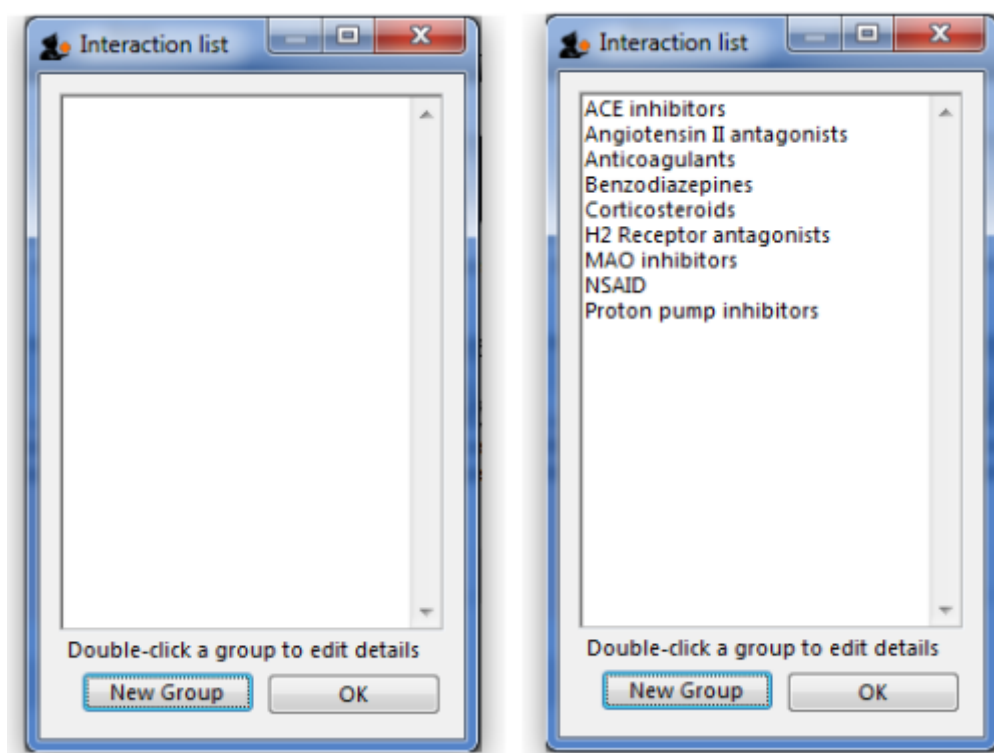 Interaction list
Double-click a group to edit details
New Group
OK
Interaction list
ACE inhibitors
Angiotensin II antagonists
Anticoagulants
Benzodiazepines
Corticosteroids
H2 Receptor antagonists
MAO inhibitors
NSAID
Proton pump inhibitors
Double-click a group to edit details
New Group
OK